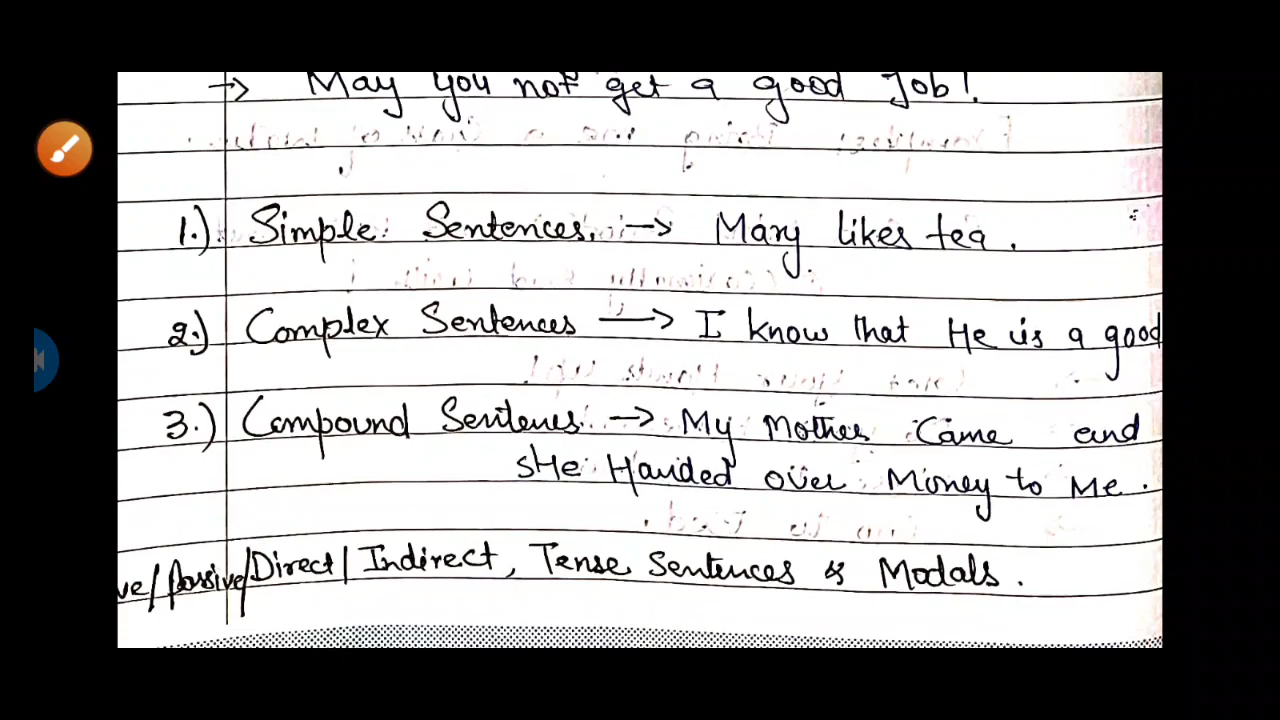 → May you not get a good Job!
1.) Simple Sentences. → Mary likes tea.
2.) Complex Sentences → I know that He is a good
3.) Compound Sentences → My Mother Came and
sHe Handed over Money to Me.
ve/Passive/Direct/Indirect, Tense Sentences & Modals.